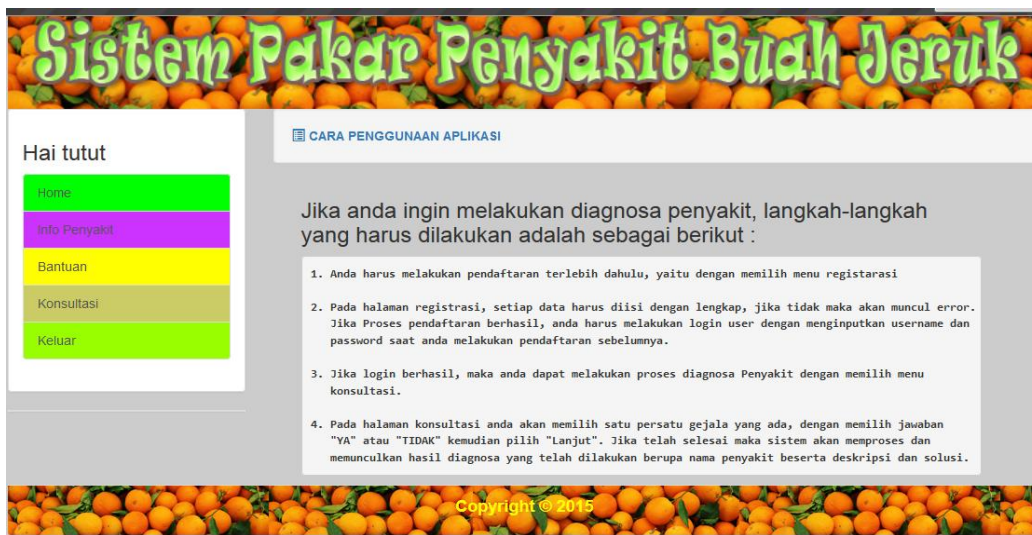 Sistem Pakar Penyakit Buah Jeruk
Hai tutut
Home
Info Penyakit
Bantuan
Konsultasi
Keluar
CARA PENGGUNAAN APLIKASI
Jika anda ingin melakukan diagnosa penyakit, langkah-langkah
yang harus dilakukan adalah sebagai berikut :
1. Anda harus melakukan pendaftaran terlebih dahulu, yaitu dengan memilih menu registarasi
2. Pada halaman registrasi, setiap data harus diisi dengan lengkap, jika tidak maka akan muncul error.
Jika Proses pendaftaran berhasil, anda harus melakukan login user dengan menginputkan username dan
password saat anda melakukan pendaftaran sebelumnya.
3. Jika login berhasil, maka anda dapat melakukan proses diagnosa Penyakit dengan memilih menu
konsultasi.
4. Pada halaman konsultasi anda akan memilih satu persatu gejala yang ada, dengan memilih jawaban
"YA" atau "TIDAK" kemudian pilih "Lanjut". Jika telah selesai maka sistem akan memproses dan
memunculkan hasil diagnosa yang telah dilakukan berupa nama penyakit beserta deskripsi dan solusi.
Copyright © 2015